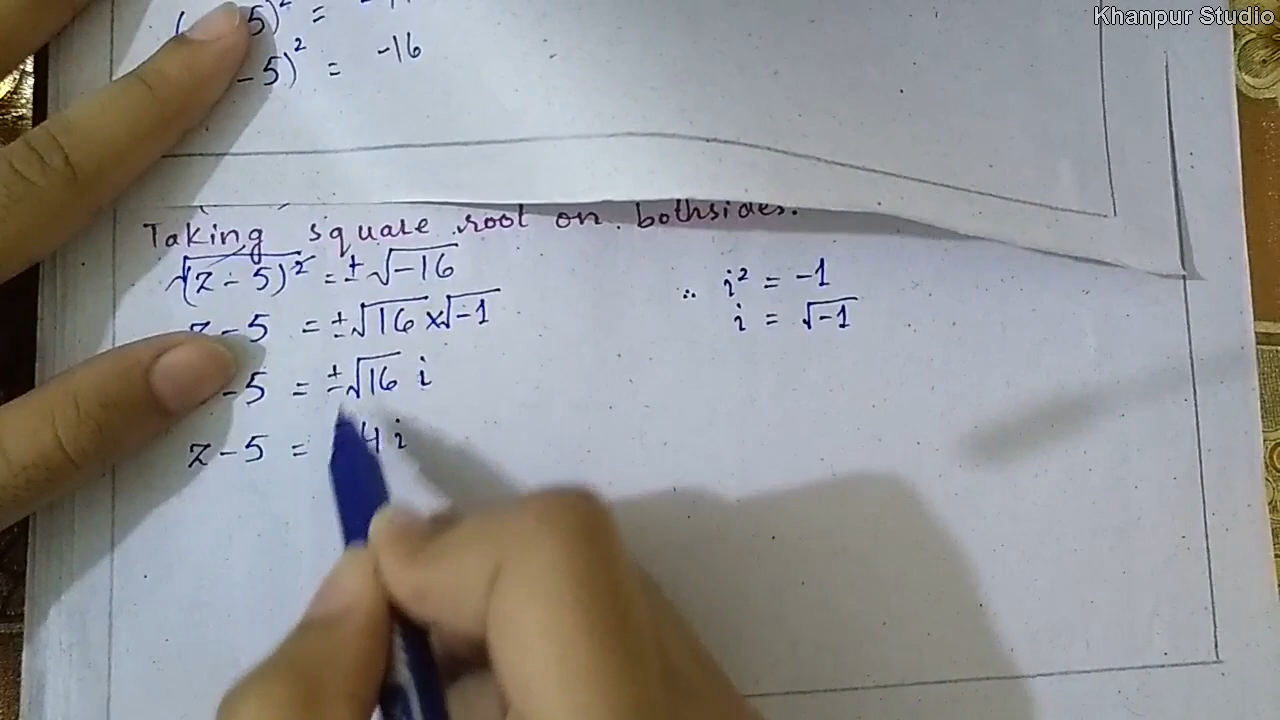 Khanpur Studio
5)² =
- 5)² = -16
Taking square root on bothsides.
√(z - 5)² = ± √-16
z - 5 = ± √16 × √-1
- 5 = ± √16 i
z - 5 = 4 i
∴ i² = -1
i = √-1